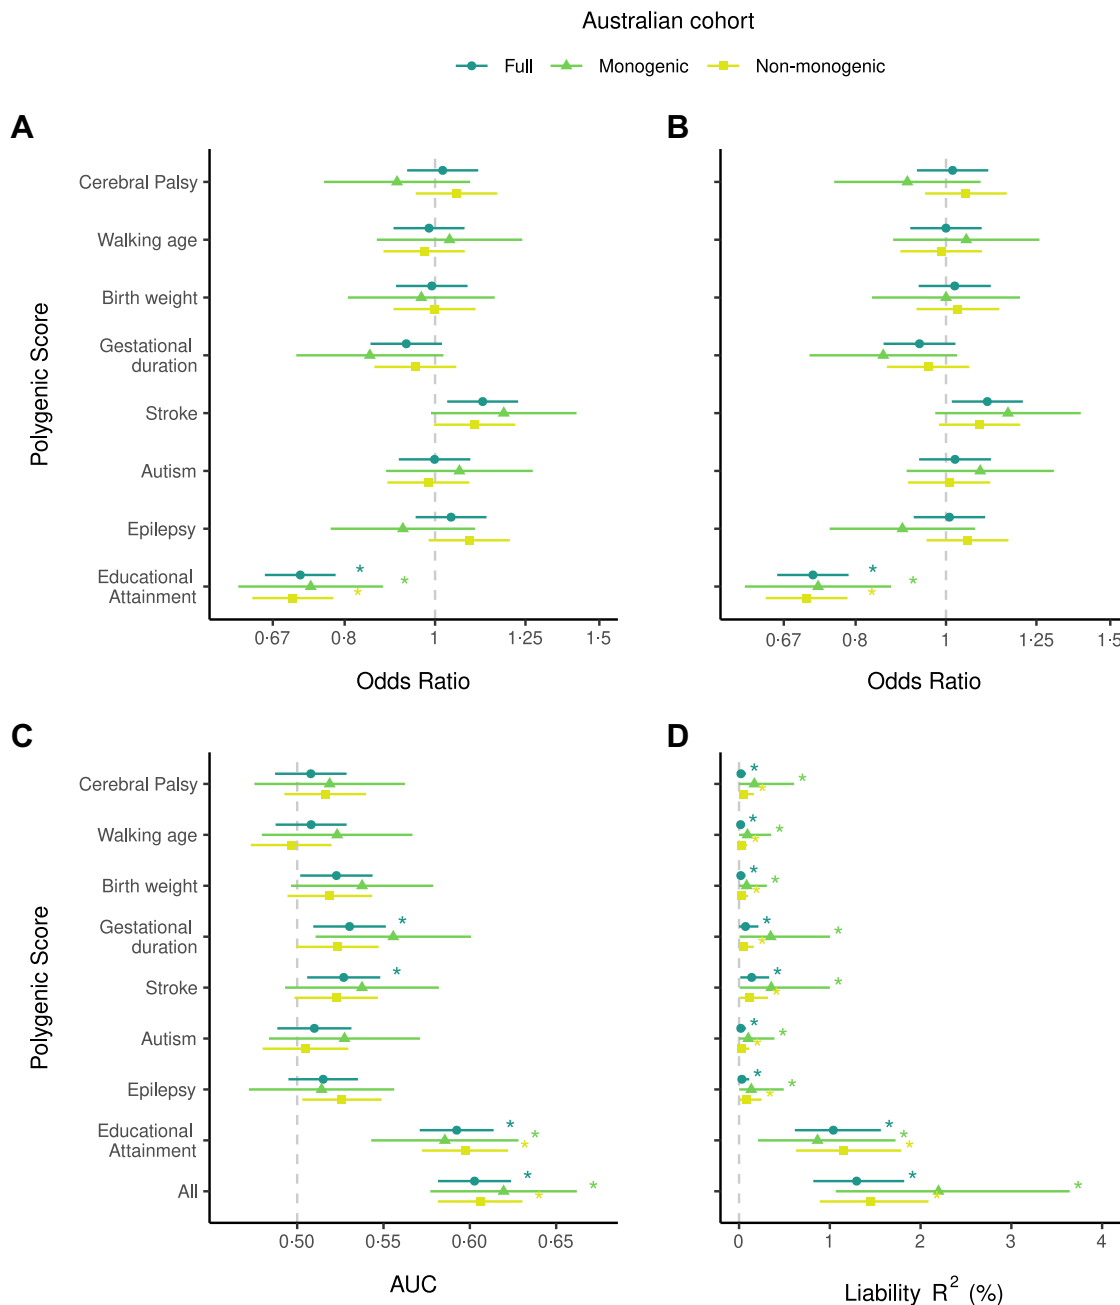 Australian cohort
Full Monogenic Non-monogenic
A
B
Polygenic Score
Cerebral Palsy
Walking age
Birth weight
Gestational
duration
Stroke
Autism
Epilepsy
Educational
Attainment
* * *
* * *
0·67 0·8 1 1·25 1·5
0·67 0·8 1 1·25 1·5
Odds Ratio
Odds Ratio
C
D
Polygenic Score
Cerebral Palsy
Walking age
Birth weight
Gestational
duration
Stroke
Autism
Epilepsy
Educational
Attainment
All
0·50 0·55 0·60 0·65
0 1 2 3 4
AUC
Liability R² (%)